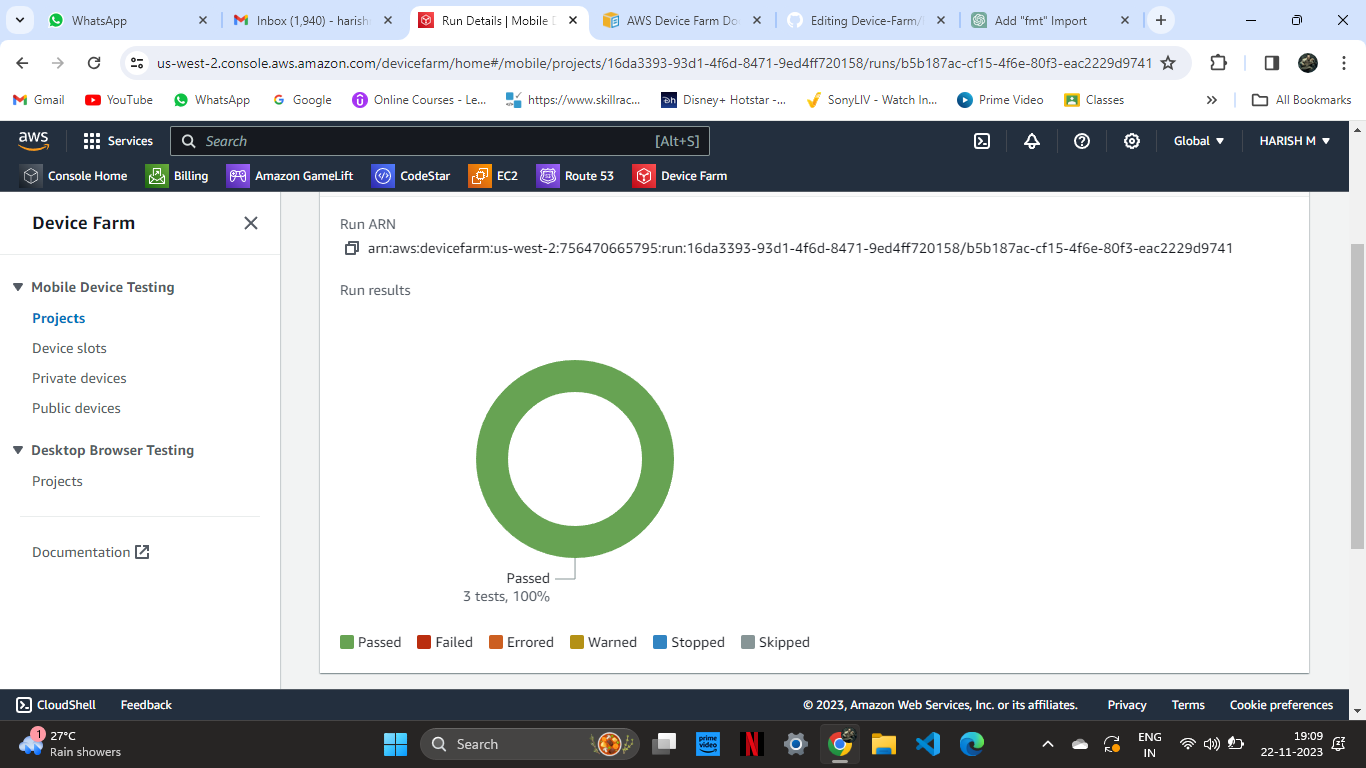 WhatsApp
Inbox (1,940) - harish
Run Details | Mobile D
AWS Device Farm Do
Editing Device-Farm/
Add "fmt" Import
us-west-2.console.aws.amazon.com/devicefarm/home#/mobile/projects/16da3393-93d1-4f6d-8471-9ed4ff720158/runs/b5b187ac-cf15-4f6e-80f3-eac2229d9741
Gmail
YouTube
WhatsApp
Google
Online Courses - Le...
https://www.skillrac...
Disney+ Hotstar -...
SonyLIV - Watch In...
Prime Video
Classes
All Bookmarks
aws
Services
Search
[Alt+S]
Global
HARISH M
Console Home
Billing
Amazon GameLift
CodeStar
EC2
Route 53
Device Farm
Device Farm
Mobile Device Testing
Projects
Device slots
Private devices
Public devices
Desktop Browser Testing
Projects
Documentation
Run ARN
arn:aws:devicefarm:us-west-2:756470665795:run:16da3393-93d1-4f6d-8471-9ed4ff720158/b5b187ac-cf15-4f6e-80f3-eac2229d9741
Run results
Passed
3 tests, 100%
Passed
Failed
Errored
Warned
Stopped
Skipped
CloudShell
Feedback
© 2023, Amazon Web Services, Inc. or its affiliates.
Privacy
Terms
Cookie preferences
1
27°C
Rain showers
Search
prime video
ENG
IN
19:09
22-11-2023